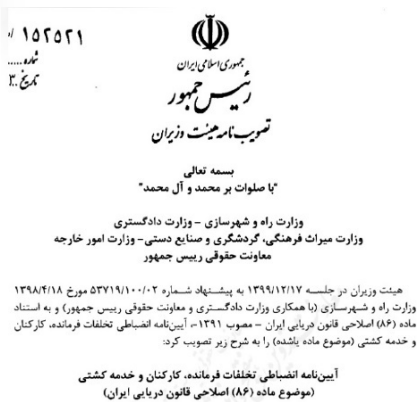 ۱۵۲۵۲۱ /
شماره.....
تاریخ
جمهوری اسلامی ایران
رئیس جمهور
تصویب نامه هیئت وزیران
بسمه تعالی
"با صلوات بر محمد و آل محمد"
وزارت راه و شهرسازی – وزارت دادگستری
وزارت میراث فرهنگی، گردشگری و صنایع دستی- وزارت امور خارجه
معاونت حقوقی رییس جمهور
هیئت وزیران در جلسه ۱۳۹۹/۱۲/۱۷ به پیشنهاد شماره ۵۳۷۱۹/۱۰۰/۰۲ مورخ ۱۳۹۸/۴/۱۸
وزارت راه و شهرسازی (با همکاری وزارت دادگستری و معاونت حقوقی رییس جمهور) و به استناد
ماده (۸۶) اصلاحی قانون دریایی ایران – مصوب ۱۳۹۱-، آیین‌نامه انضباطی تخلفات فرمانده، کارکنان
و خدمه کشتی (موضوع ماده یاشده) را به شرح زیر تصویب کرد:
آیین‌نامه انضباطی تخلفات فرمانده، کارکنان و خدمه کشتی
(موضوع ماده (۸۶) اصلاحی قانون دریایی ایران)